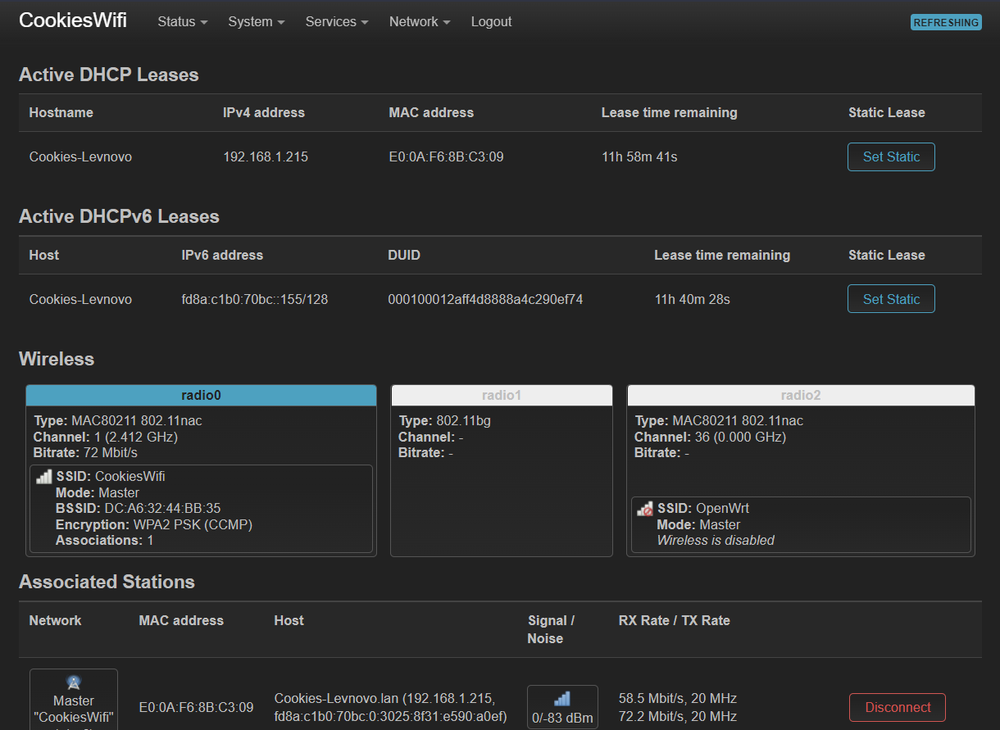 CookiesWifi Status System Services Network Logout REFRESHING
Active DHCP Leases
Hostname IPv4 address MAC address Lease time remaining Static Lease
Cookies-Levnovo 192.168.1.215 E0:0A:F6:8B:C3:09 11h 58m 41s Set Static
Active DHCPv6 Leases
Host IPv6 address DUID Lease time remaining Static Lease
Cookies-Levnovo fd8a:c1b0:70bc::155/128 000100012aff4d8888a4c290ef74 11h 40m 28s Set Static
Wireless
radio0
Type: MAC80211 802.11nac
Channel: 1 (2.412 GHz)
Bitrate: 72 Mbit/s
SSID: CookiesWifi
Mode: Master
BSSID: DC:A6:32:44:BB:35
Encryption: WPA2 PSK (CCMP)
Associations: 1
radio1
Type: 802.11bg
Channel: -
Bitrate: -
radio2
Type: MAC80211 802.11nac
Channel: 36 (0.000 GHz)
Bitrate: -
SSID: OpenWrt
Mode: Master
Wireless is disabled
Associated Stations
Network MAC address Host Signal / Noise RX Rate / TX Rate
Master
"CookiesWifi"
E0:0A:F6:8B:C3:09
Cookies-Levnovo.lan (192.168.1.215,
fd8a:c1b0:70bc:0:3025:8f31:e590:a0ef)
0/-83 dBm
58.5 Mbit/s, 20 MHz
72.2 Mbit/s, 20 MHz
Disconnect